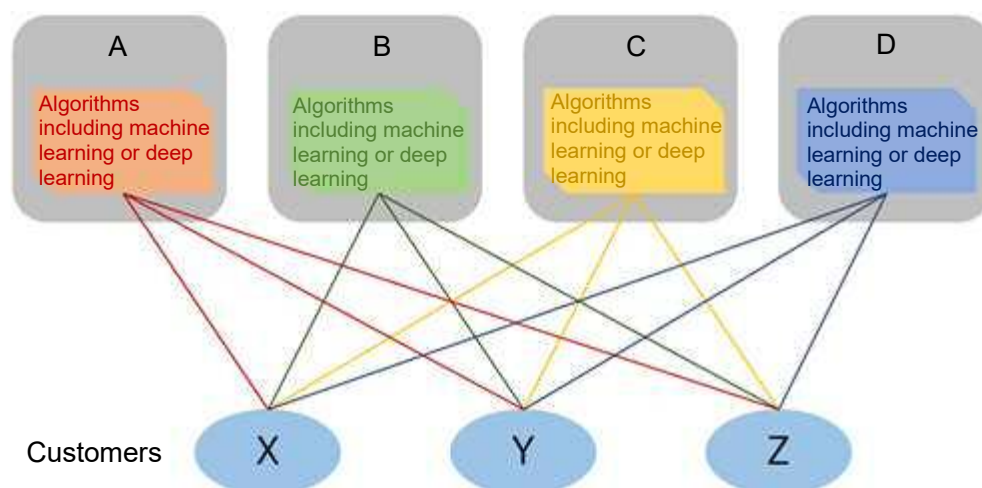 A
B
C
D
Algorithms
including machine
learning or deep
learning
Algorithms
including machine
learning or deep
learning
Algorithms
including machine
learning or deep
learning
Algorithms
including machine
learning or deep
learning
Customers
X
Y
Z